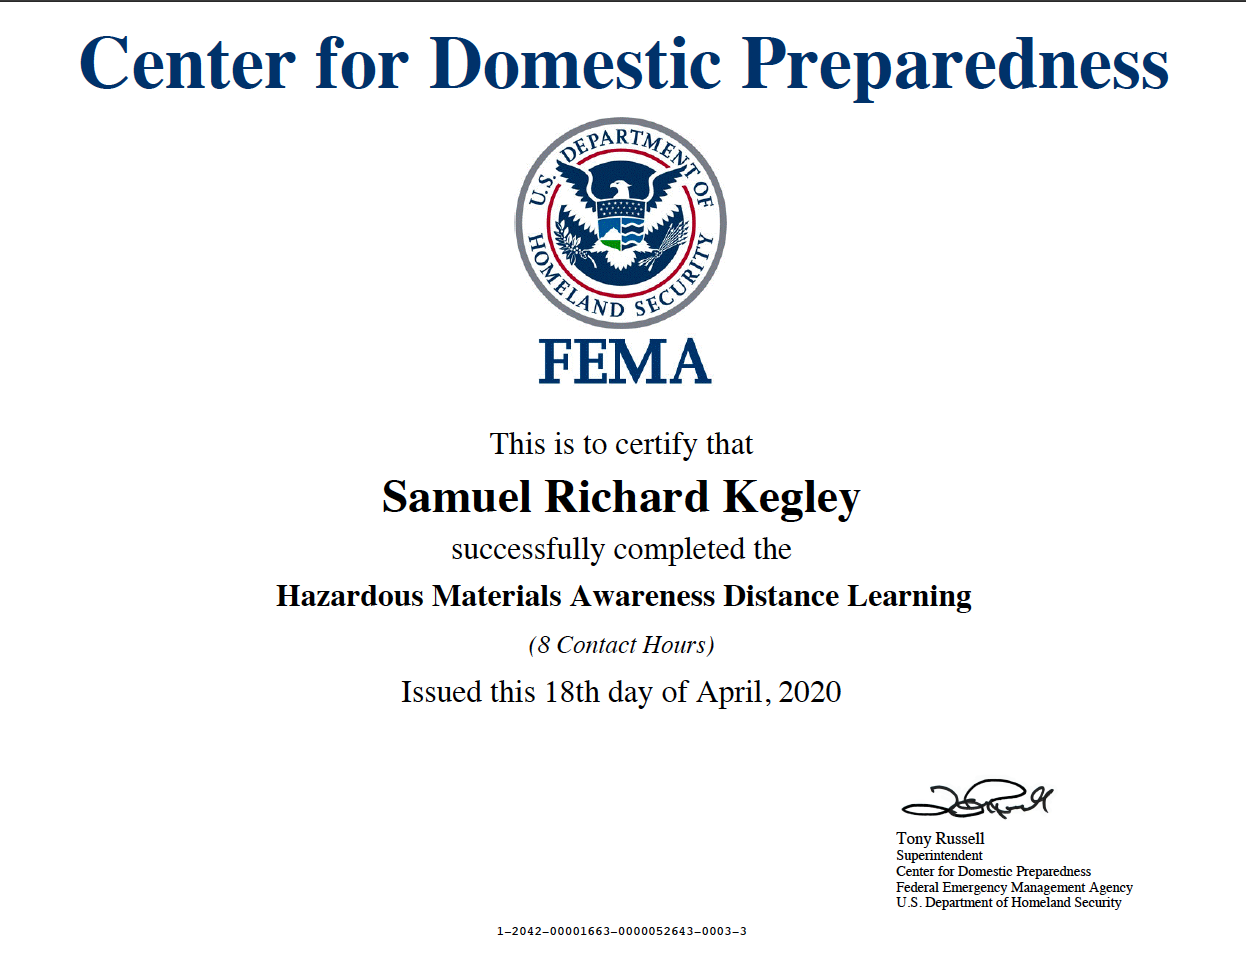 Center for Domestic Preparedness
U.S. DEPARTMENT OF
HOMELAND SECURITY
FEMA
This is to certify that
Samuel Richard Kegley
successfully completed the
Hazardous Materials Awareness Distance Learning
(8 Contact Hours)
Issued this 18th day of April, 2020
Tony Russell
Superintendent
Center for Domestic Preparedness
Federal Emergency Management Agency
U.S. Department of Homeland Security
1–2042–00001663–0000052643–0003–3